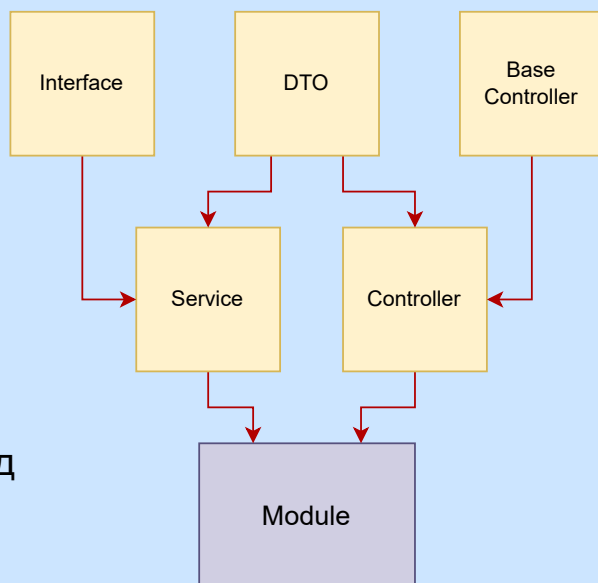 Interface
DTO
Base
Controller
Service
Controller
д
Module